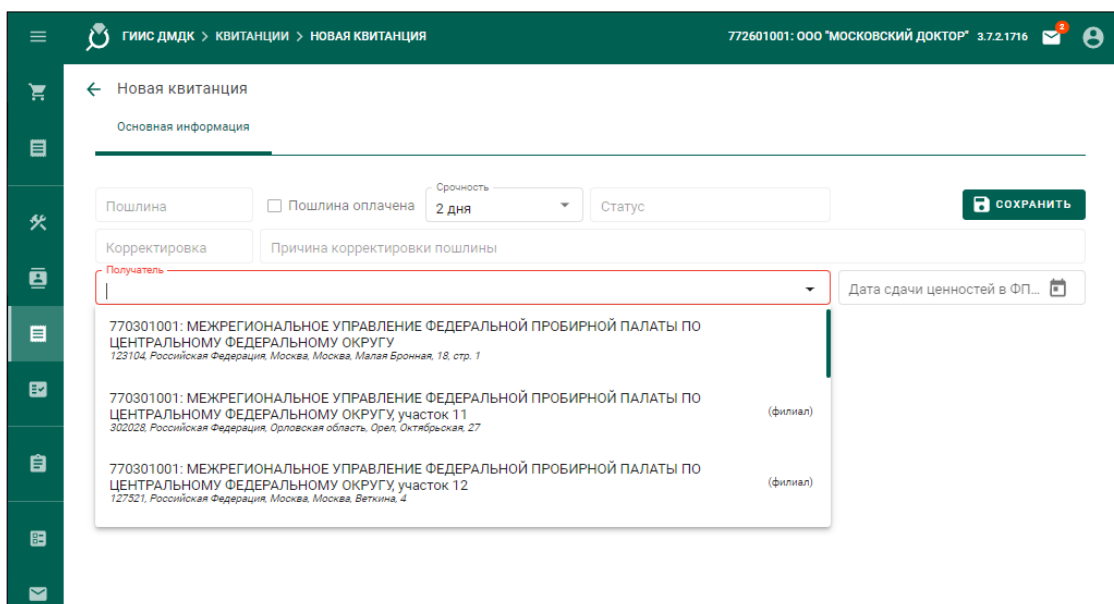 ГИИС ДМДК > КВИТАНЦИИ > НОВАЯ КВИТАНЦИЯ
772601001: ООО "МОСКОВСКИЙ ДОКТОР" 3.7.2.1716
2
Новая квитанция
Основная информация
Пошлина
Пошлина оплачена
Срочность
2 дня
Статус
СОХРАНИТЬ
Корректировка
Причина корректировки пошлины
Получатель
Дата сдачи ценностей в ФП...
770301001: МЕЖРЕГИОНАЛЬНОЕ УПРАВЛЕНИЕ ФЕДЕРАЛЬНОЙ ПРОБИРНОЙ ПАЛАТЫ ПО
ЦЕНТРАЛЬНОМУ ФЕДЕРАЛЬНОМУ ОКРУГУ
123104, Российская Федерация, Москва, Москва, Малая Бронная, 18, стр. 1
770301001: МЕЖРЕГИОНАЛЬНОЕ УПРАВЛЕНИЕ ФЕДЕРАЛЬНОЙ ПРОБИРНОЙ ПАЛАТЫ ПО
ЦЕНТРАЛЬНОМУ ФЕДЕРАЛЬНОМУ ОКРУГУ, участок 11
(филиал)
302028, Российская Федерация, Орловская область, Орел, Октябрьская, 27
770301001: МЕЖРЕГИОНАЛЬНОЕ УПРАВЛЕНИЕ ФЕДЕРАЛЬНОЙ ПРОБИРНОЙ ПАЛАТЫ ПО
ЦЕНТРАЛЬНОМУ ФЕДЕРАЛЬНОМУ ОКРУГУ, участок 12
(филиал)
127521, Российская Федерация, Москва, Москва, Веткина, 4